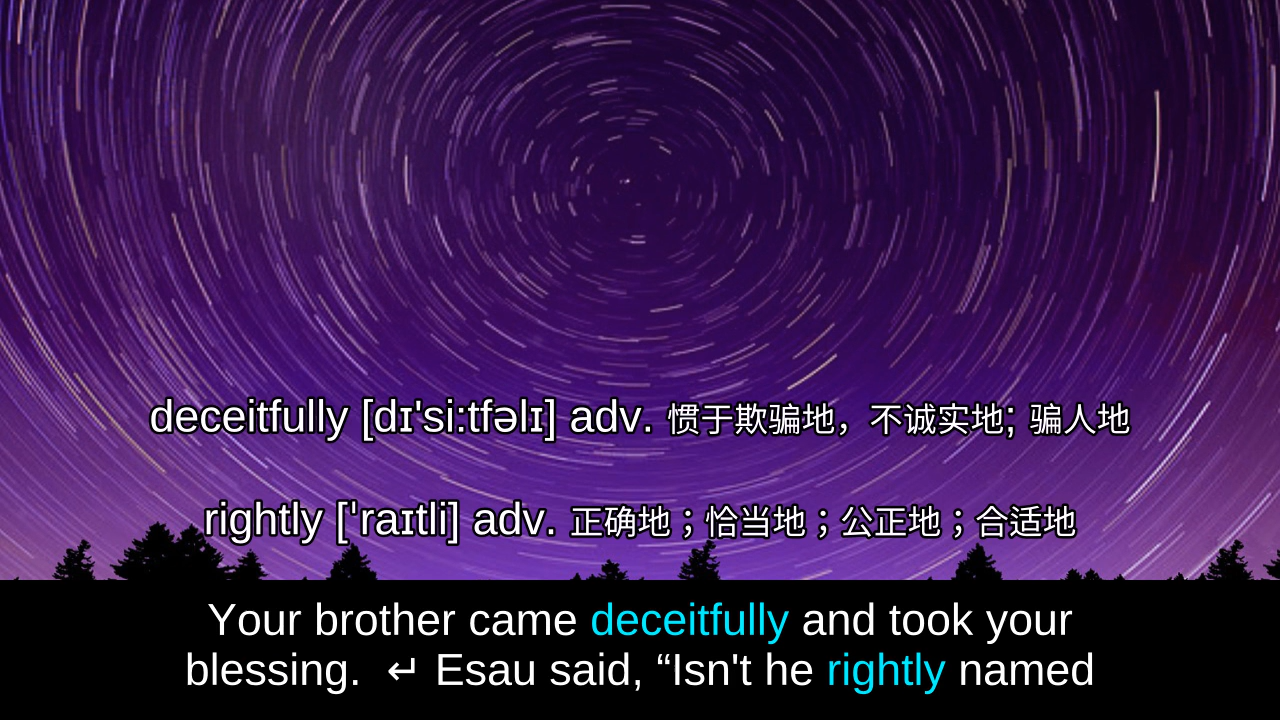 deceitfully [dɪ'si:tfəlɪ] adv. 惯于欺骗地，不诚实地; 骗人地
rightly [ˈraɪtli] adv. 正确地；恰当地；公正地；合适地
Your brother came deceitfully and took your
blessing. ↵ Esau said, “Isn't he rightly named